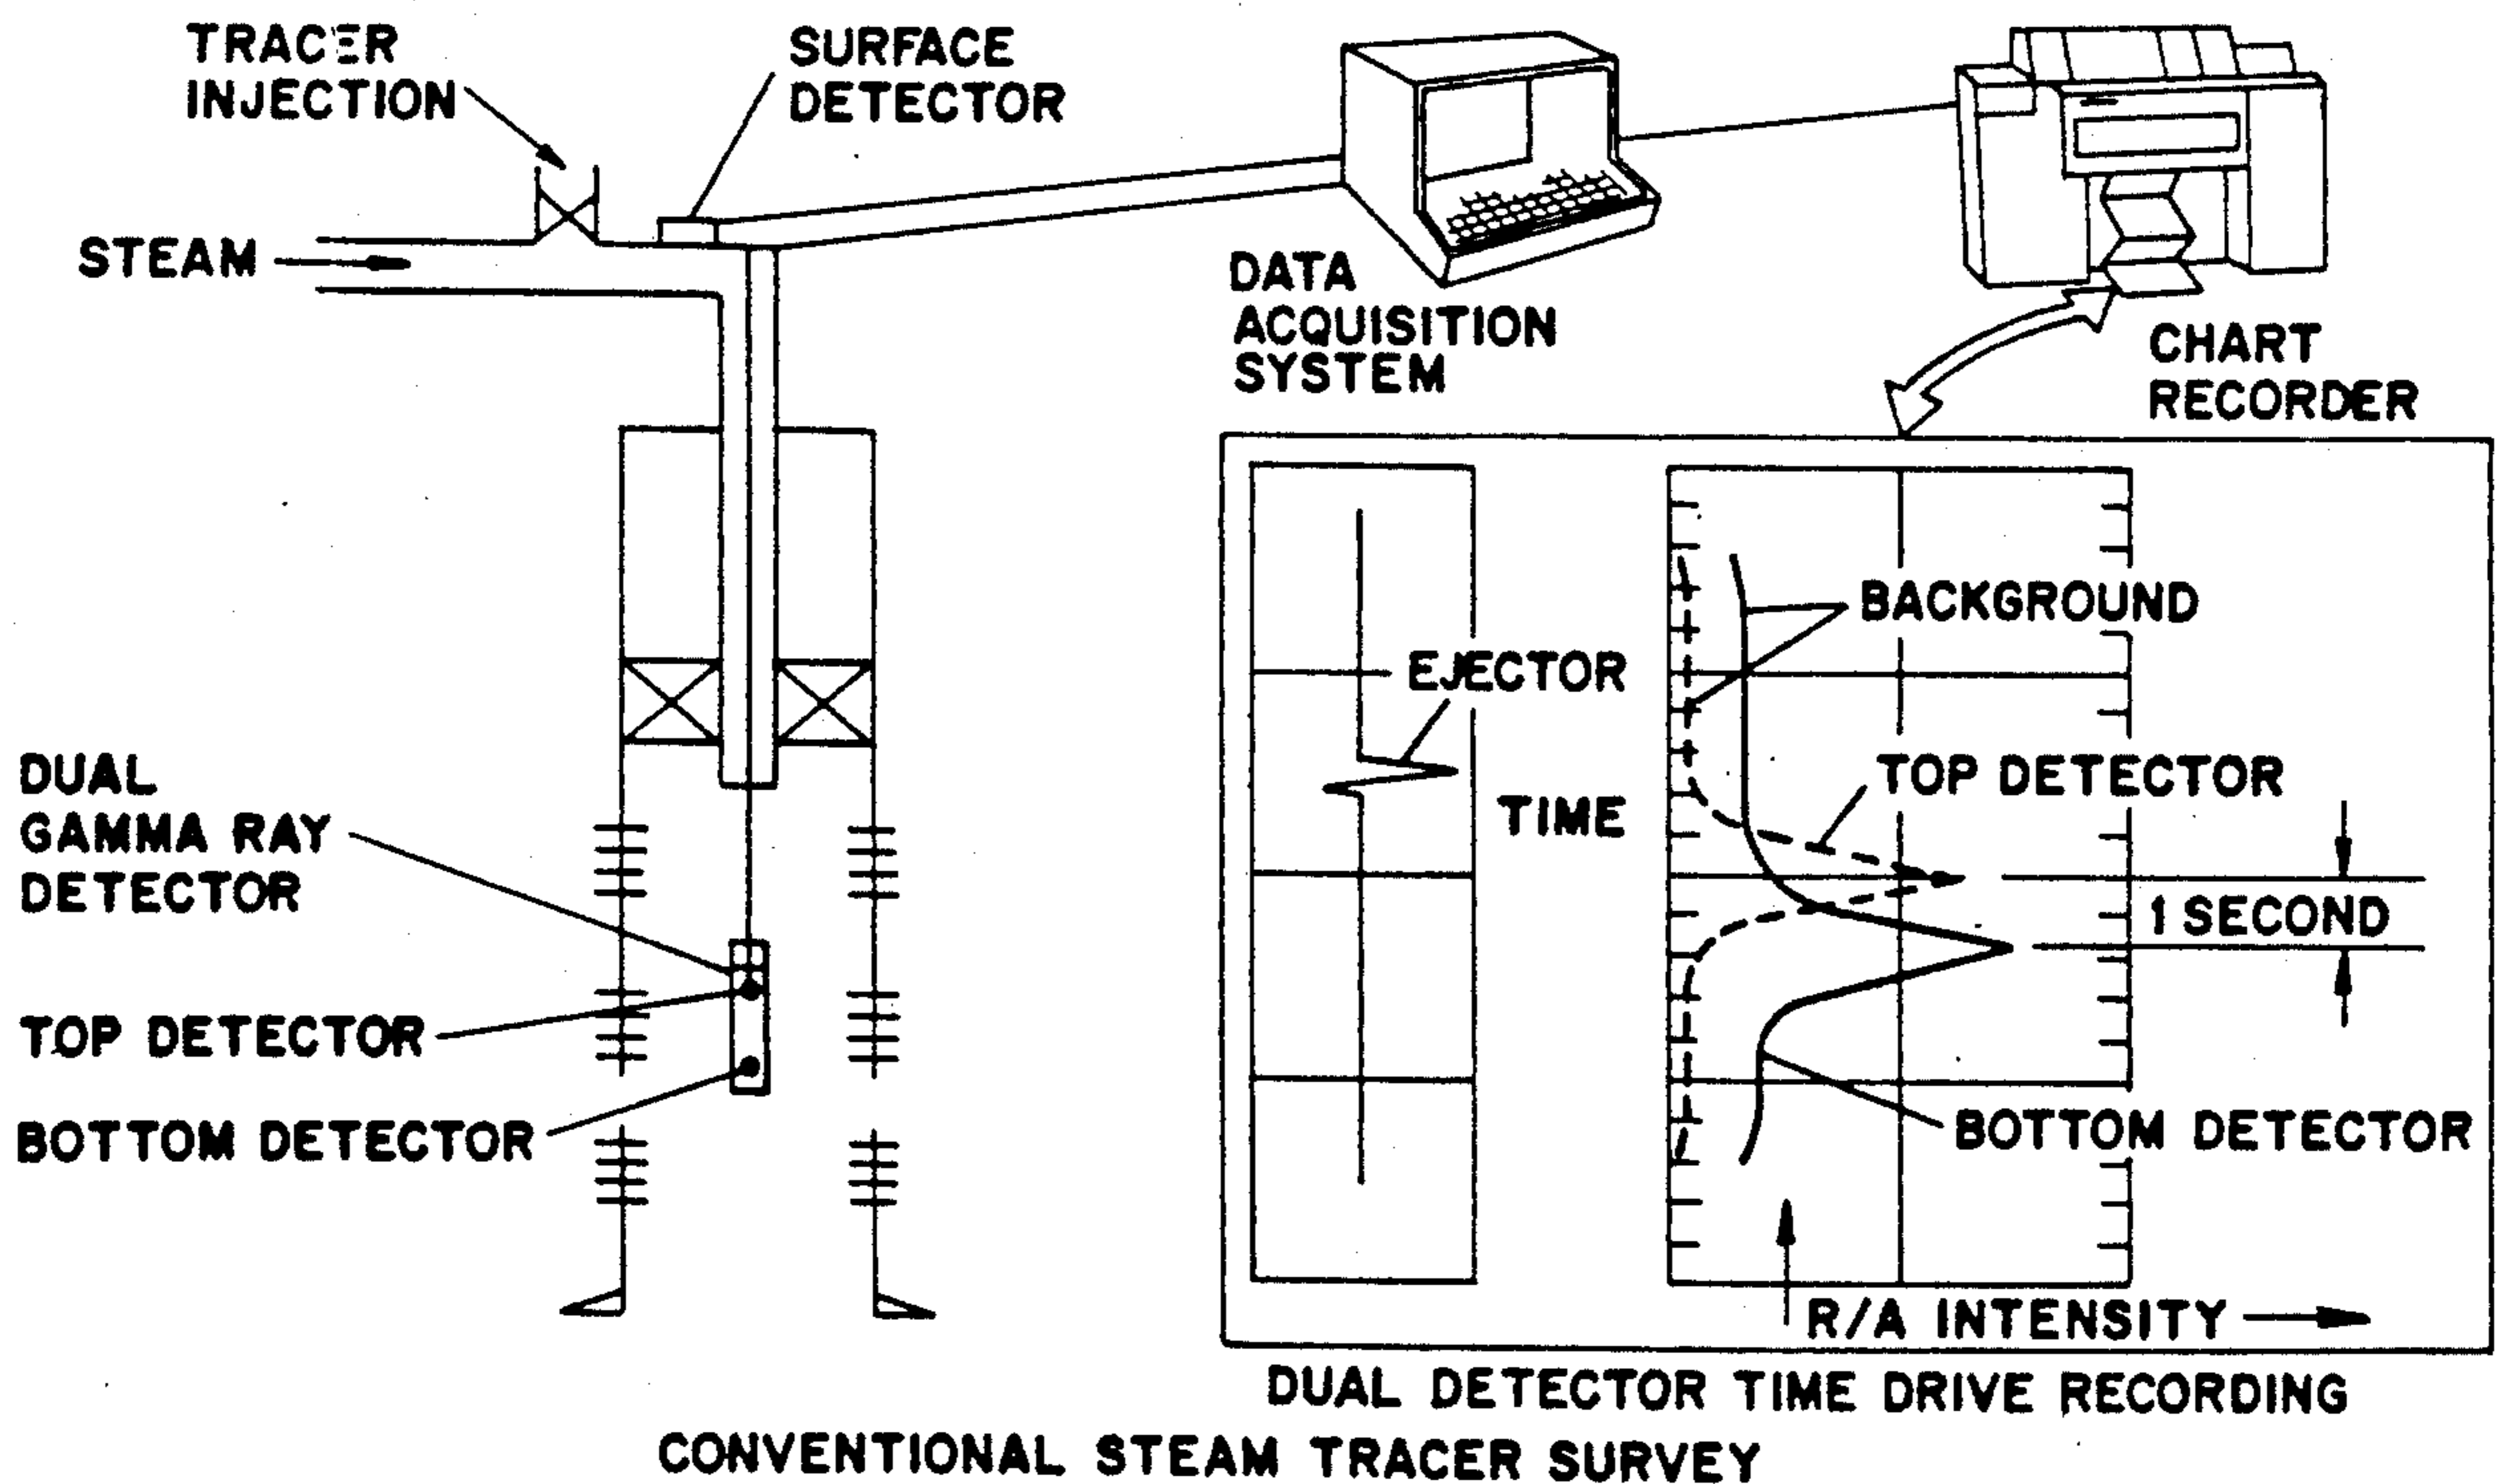 TRACER
INJECTION
SURFACE
DETECTOR
STEAM
DATA
ACQUISITION
SYSTEM
CHART
RECORDER
DUAL
GAMMA RAY
DETECTOR
TOP DETECTOR
BOTTOM DETECTOR
EJECTOR
TIME
BACKGROUND
TOP DETECTOR
1 SECOND
BOTTOM DETECTOR
R/A INTENSITY
DUAL DETECTOR TIME DRIVE RECORDING
CONVENTIONAL STEAM TRACER SURVEY